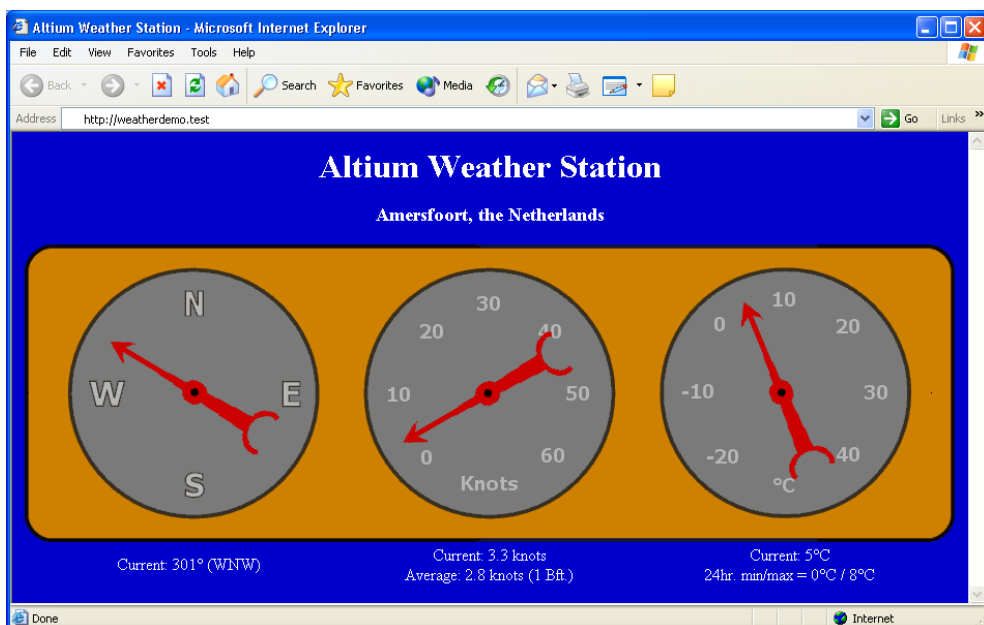 Altium Weather Station - Microsoft Internet Explorer
File Edit View Favorites Tools Help
Back Search Favorites Media
Address http://weatherdemo.test Go Links »
Altium Weather Station
Amersfoort, the Netherlands
N
W E
S
30
20 40
10 50
0 60
Knots
10
0 20
-10 30
-20 40
°C
Current: 301° (WNW)
Current: 3.3 knots
Average: 2.8 knots (1 Bft.)
Current: 5°C
24hr. min/max = 0°C / 8°C
Done Internet